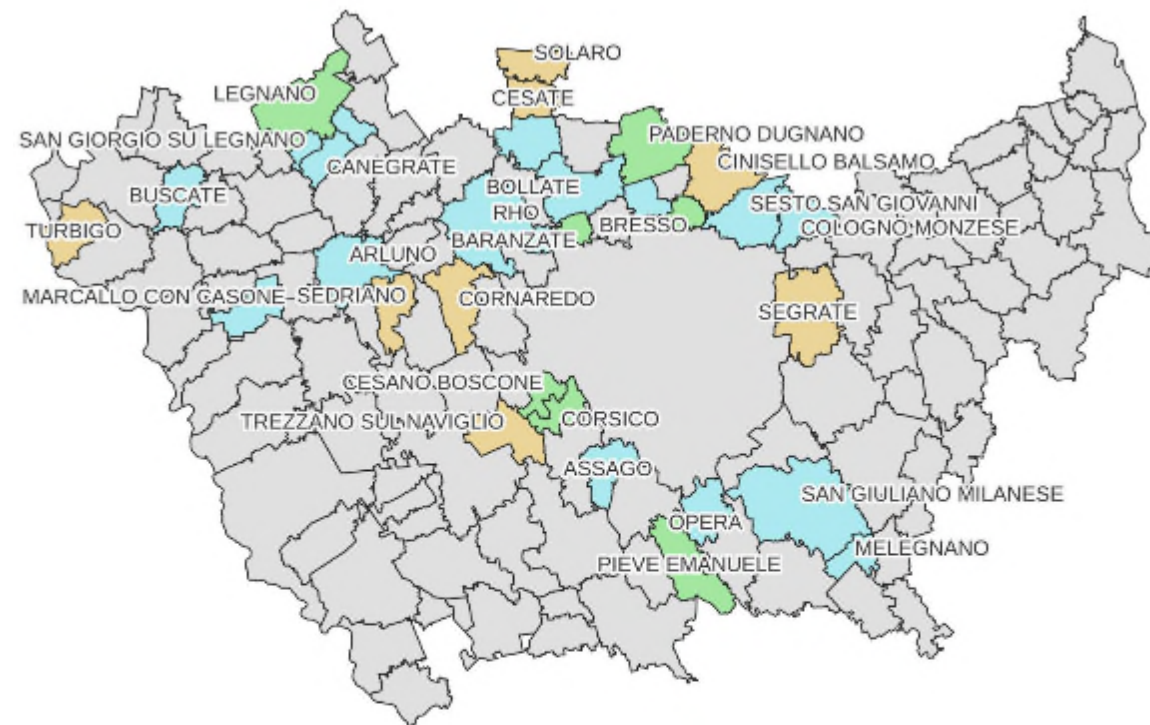 SOLARO
LEGNANO
CESATE
SAN GIORGIO SU LEGNANO
PADERNO DUGNANO
CANEGRATE
CINISELLO BALSAMO
BUSCATE
BOLLATE
SESTO SAN GIOVANNI
RHO
TURBIGO
BRESSO
COLOGNO MONZESE
BARANZATE
ARLUNO
MARCALLO CON CASONE
SEDRIANO
CORNAREDO
SEGRATE
CESANO BOSCONE
TREZZANO SUL NAVIGLIO
CORSICO
ASSAGO
SAN GIULIANO MILANESE
OPERA
MELEGNANO
PIEVE EMANUELE